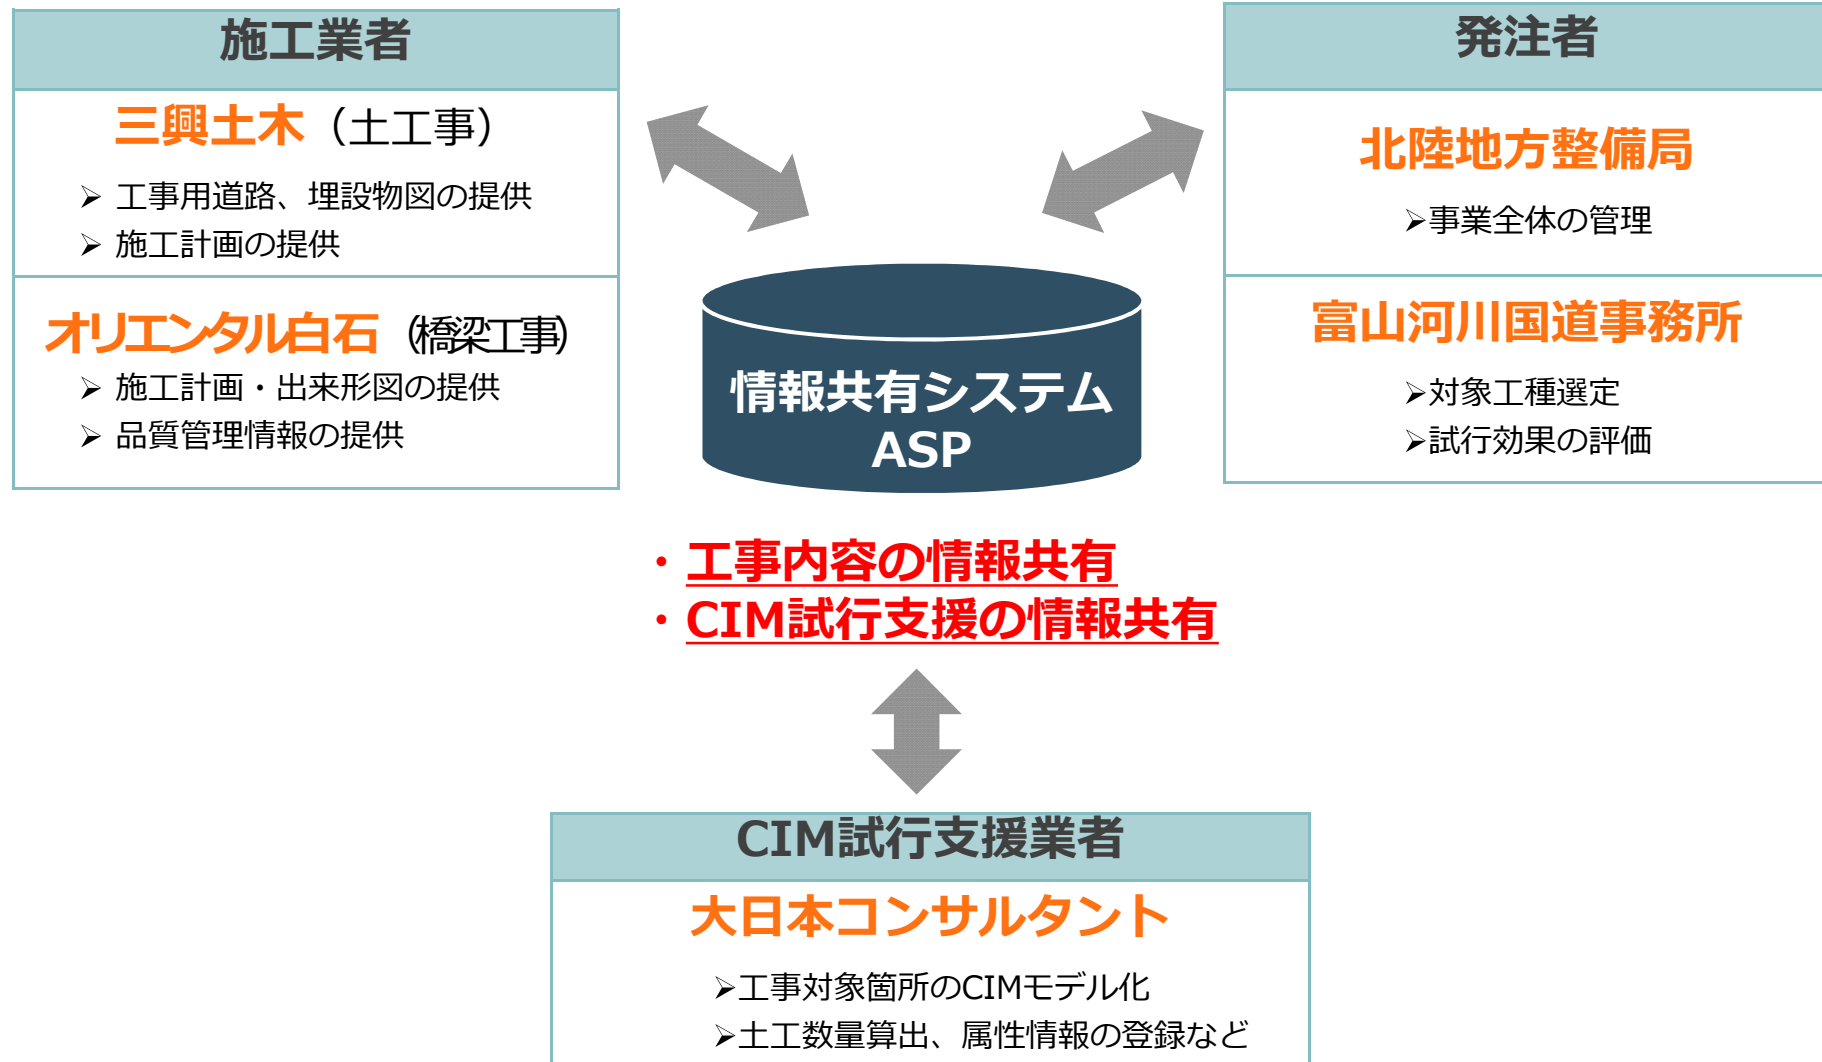 施工業者
三興土木（土工事）
➢ 工事用道路、埋設物図の提供
➢ 施工計画の提供
オリエンタル白石（橋梁工事）
➢ 施工計画・出来形図の提供
➢ 品質管理情報の提供
発注者
北陸地方整備局
➢事業全体の管理
富山河川国道事務所
➢対象工種選定
➢試行効果の評価
情報共有システム
ASP
・工事内容の情報共有
・CIM試行支援の情報共有
CIM試行支援業者
大日本コンサルタント
➢工事対象箇所のCIMモデル化
➢土工数量算出、属性情報の登録など